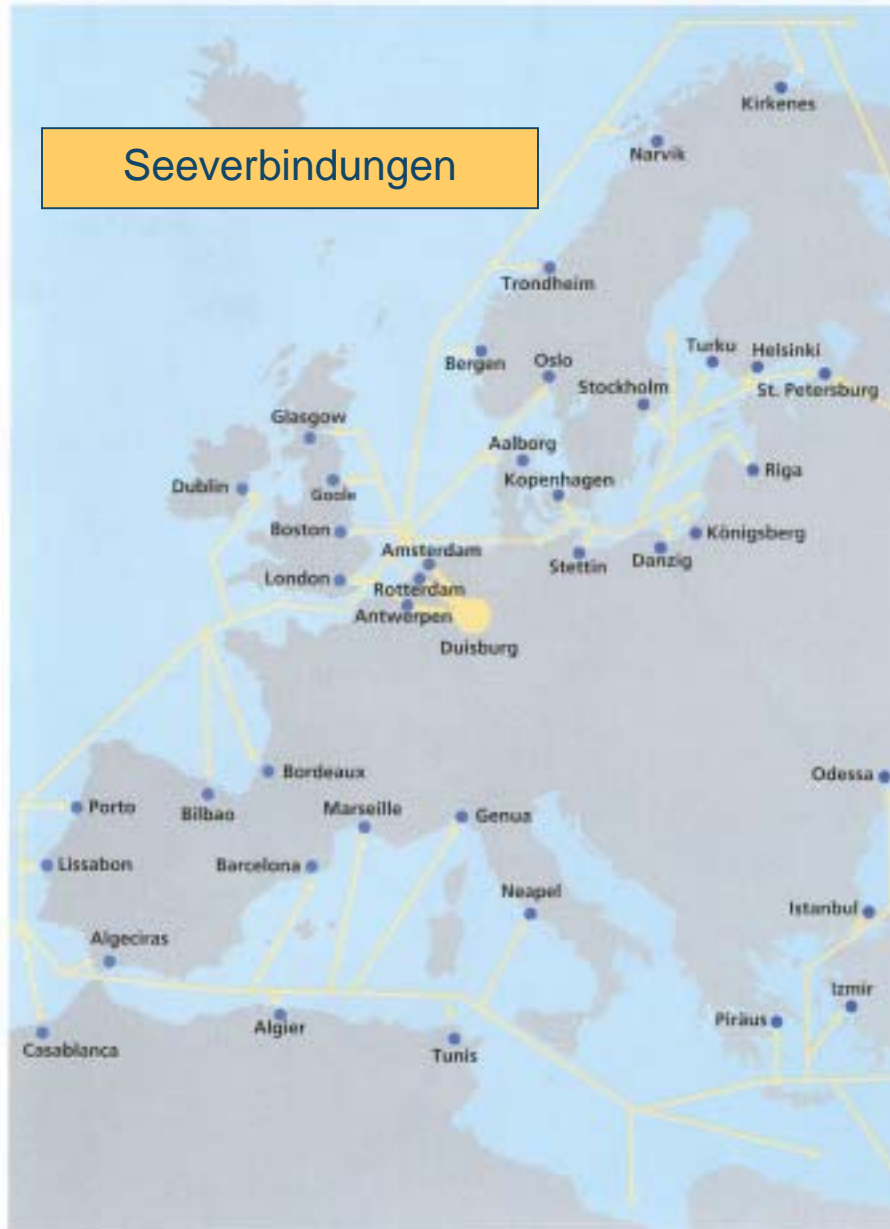 Kirkenes
Seeverbindungen
Narvik
Trondheim
Bergen
Oslo
Turku
Helsinki
Stockholm
St. Petersburg
Glasgow
Aalborg
Dublin
Goole
Kopenhagen
Riga
Boston
Amsterdam
Königsberg
London
Rotterdam
Stettin
Danzig
Antwerpen
Duisburg
Bordeaux
Odessa
Porto
Bilbao
Marseille
Genua
Lissabon
Barcelona
Neapel
Istanbul
Algeciras
Izmir
Casablanca
Algier
Tunis
Piräus